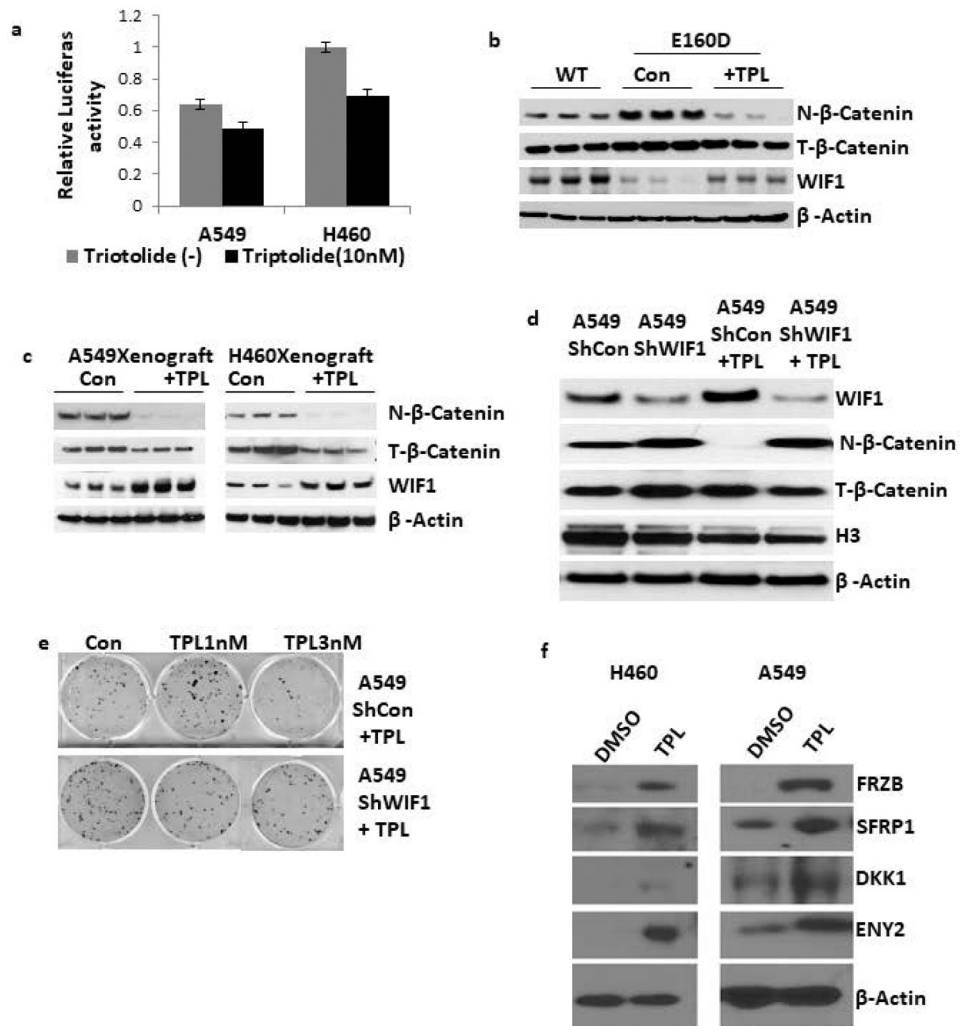 a
1.2
1
0.8
0.6
0.4
0.2
0
Relative Luciferas
activity
A549
H460
Triotolide (-)
Triptolide(10nM)
b
E160D
WT
Con
+TPL
N-β-Catenin
T-β-Catenin
WIF1
β -Actin
c
A549Xenograft
Con
+TPL
H460Xenograft
Con
+TPL
N-β-Catenin
T-β-Catenin
WIF1
β -Actin
d
A549
ShCon
A549
ShWIF1
A549
ShCon
+TPL
A549
ShWIF1
+ TPL
WIF1
N-β-Catenin
T-β-Catenin
H3
β -Actin
e
Con
TPL1nM
TPL3nM
A549
ShCon
+TPL
A549
ShWIF1
+ TPL
f
H460
A549
DMSO
TPL
DMSO
TPL
FRZB
SFRP1
DKK1
ENY2
β-Actin